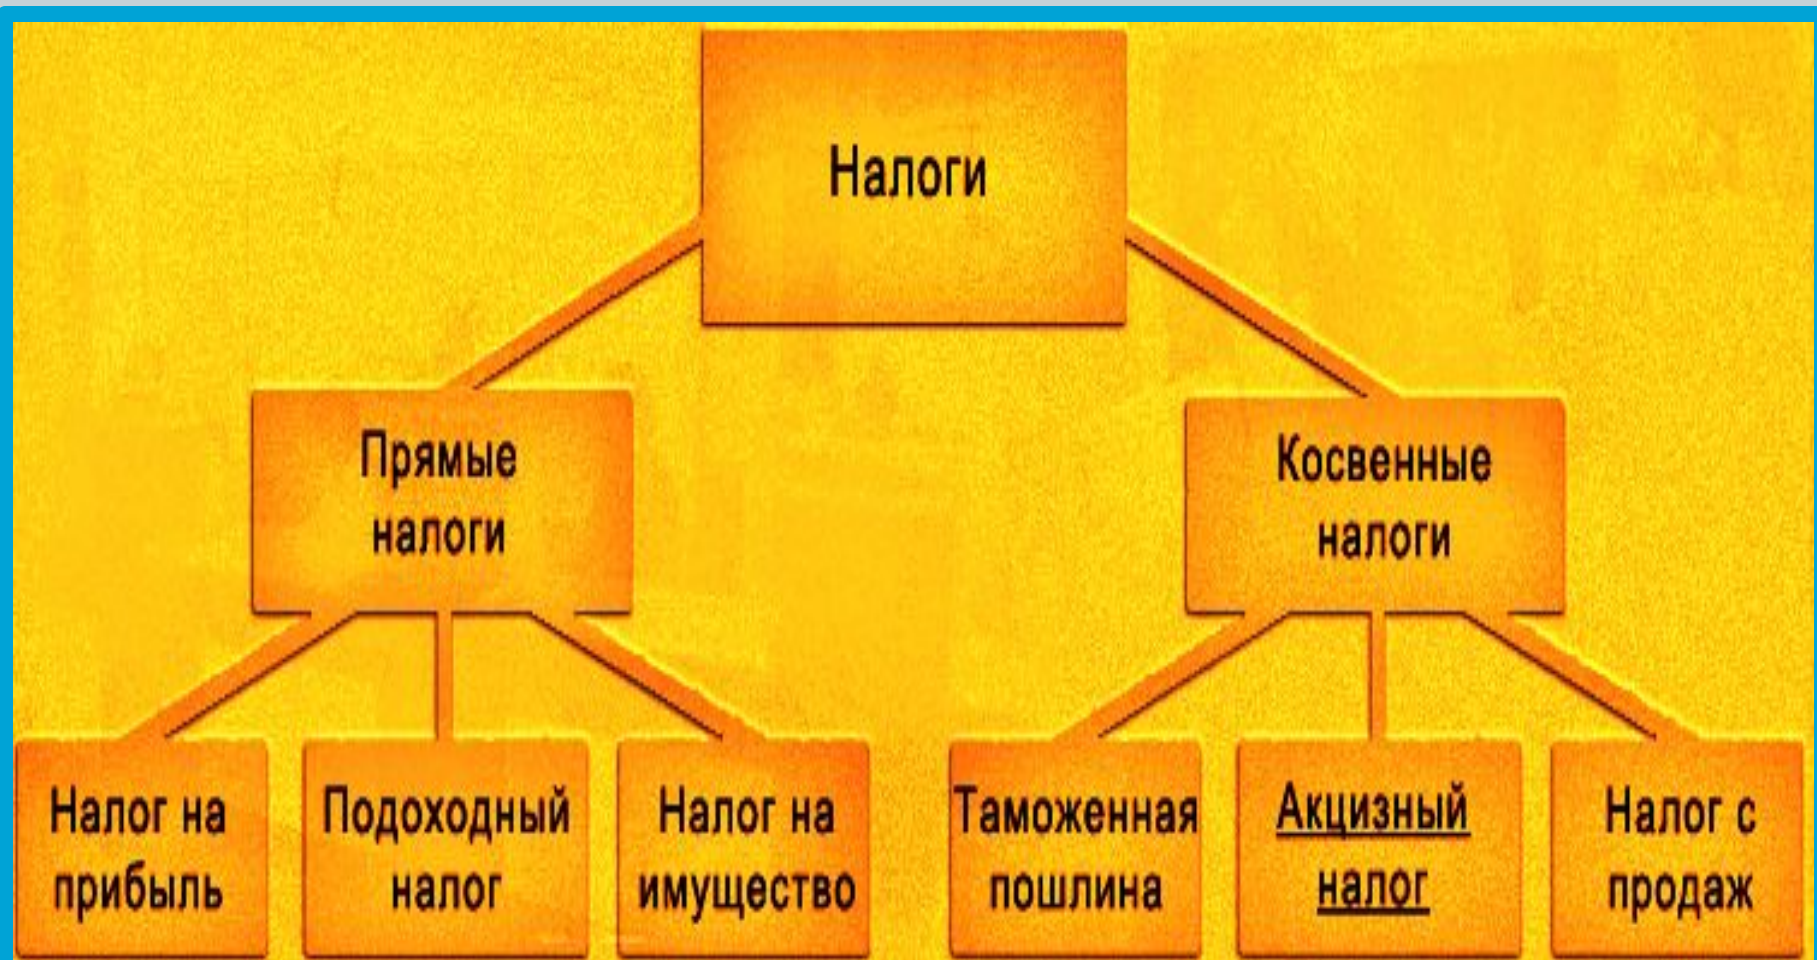 Налоги
Прямые
налоги
Косвенные
налоги
Налог на
прибыль
Подоходный
налог
Налог на
имущество
Таможенная
пошлина
Акцизный
налог
Налог с
продаж